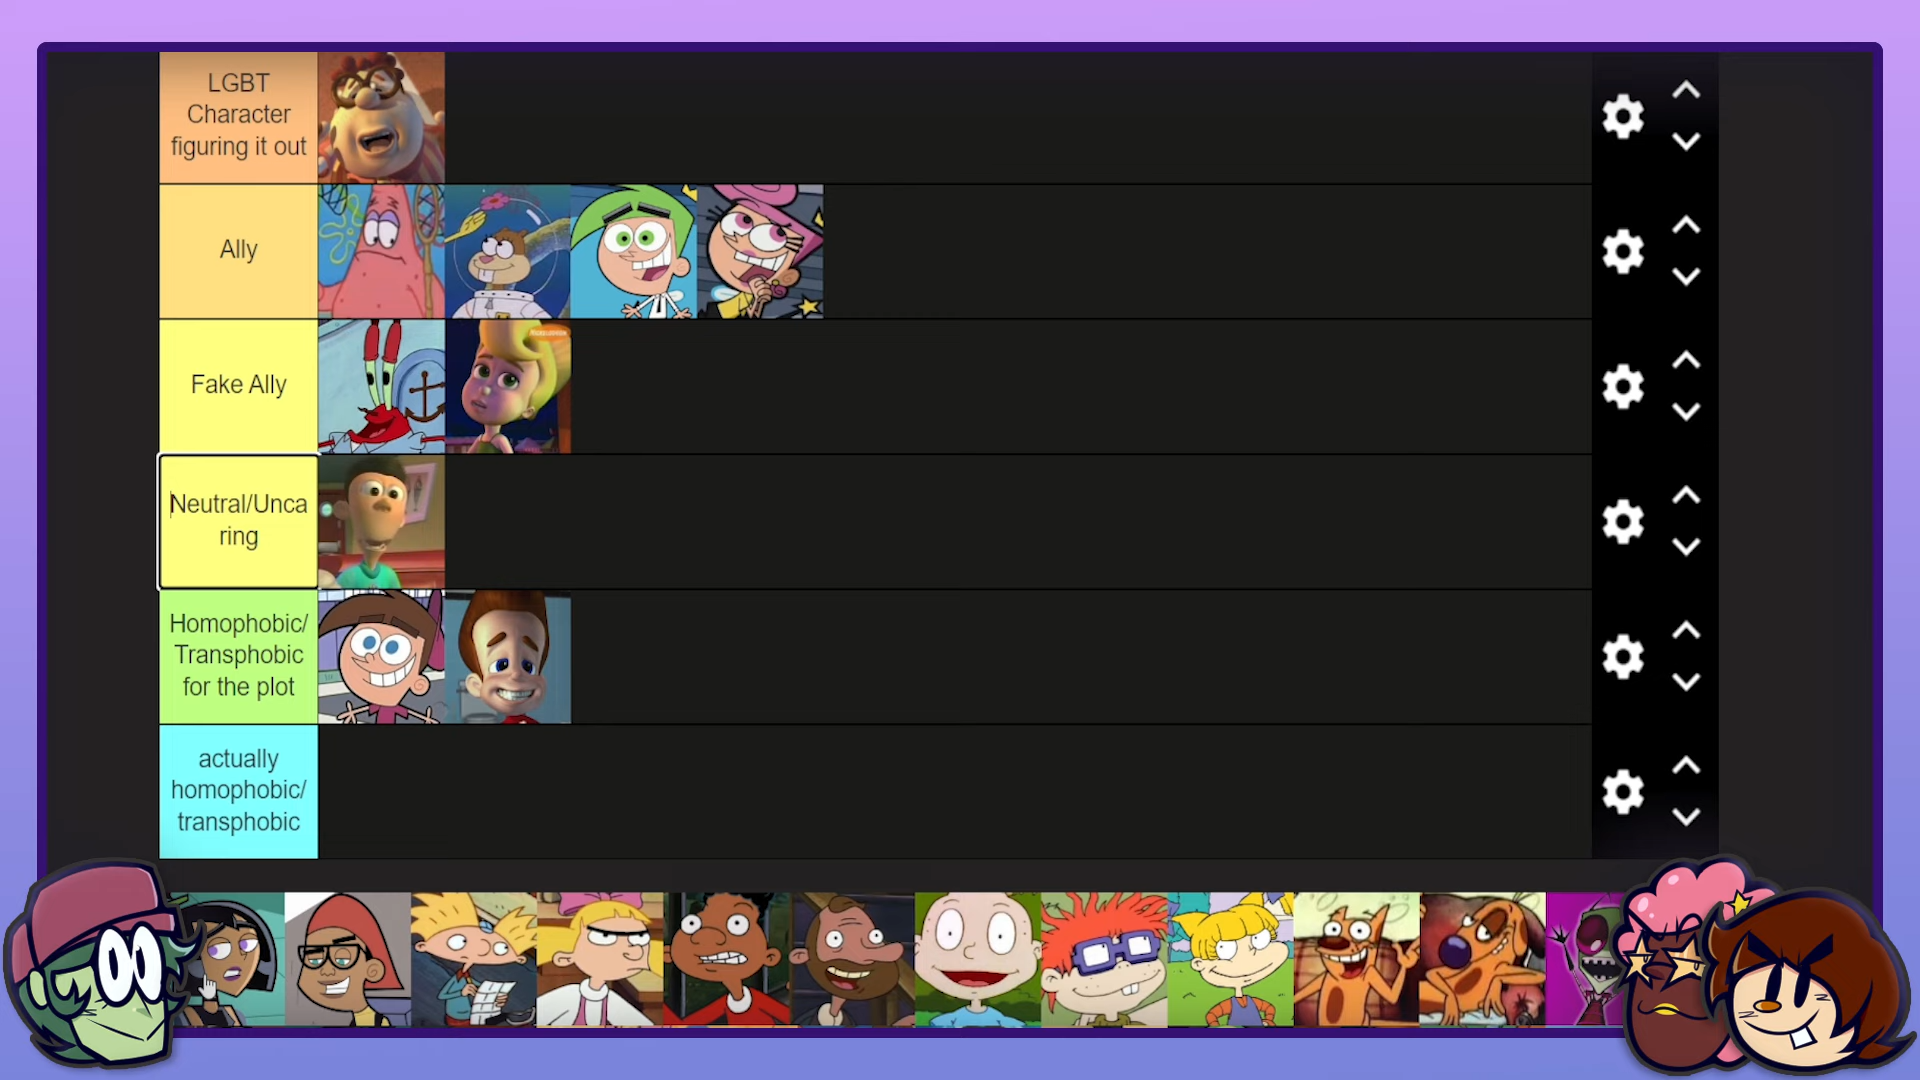 LGBT
Character
figuring it out
Ally
Fake Ally
NICKELODEON
Neutral/Unca
ring
Homophobic/
Transphobic
for the plot
actually
homophobic/
transphobic